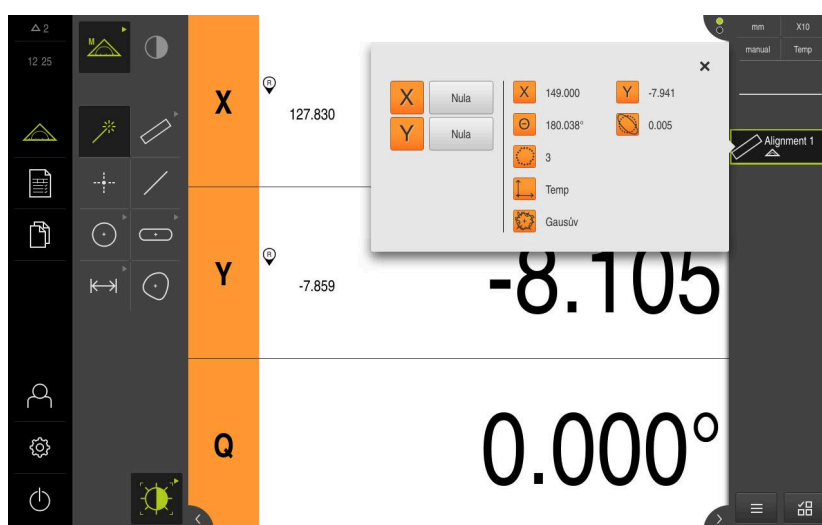 2
12 25
M
mm X10
manual Temp
X
R
127.830
X Nula
Y Nula
X 149.000 Y -7.941
Θ 180.038° 0.005
3
Temp
Gausův
Alignment 1
Y
R
-7.859
-8.105
Q
0.000°